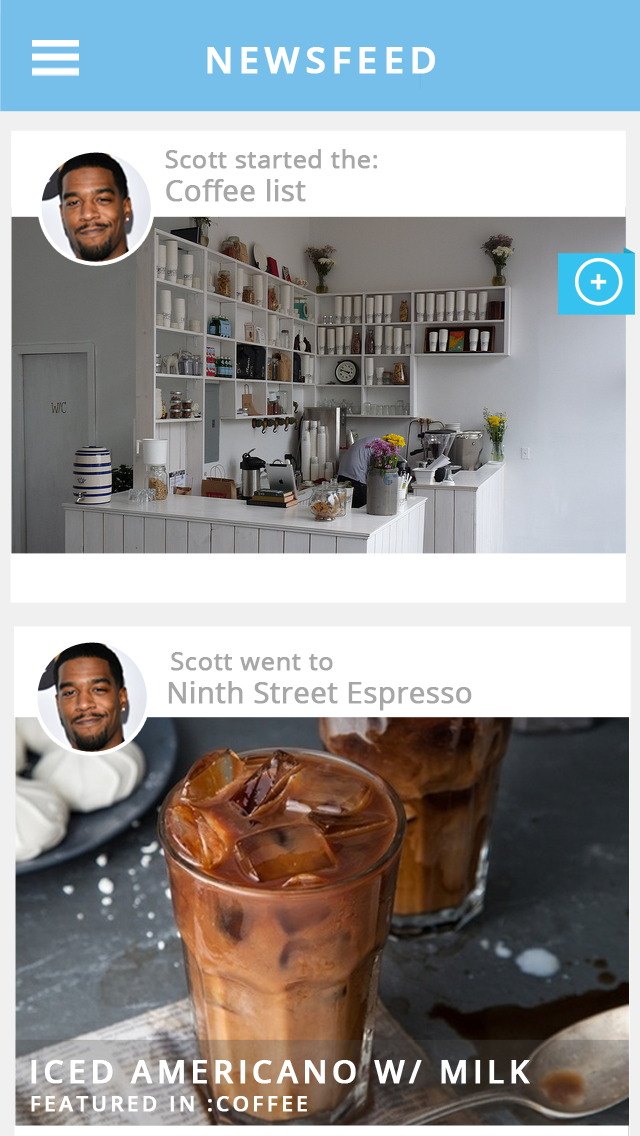 NEWSFEED
Scott started the:
Coffee list
W/C
Scott went to
Ninth Street Espresso
ICED AMERICANO W/ MILK
FEATURED IN :COFFEE